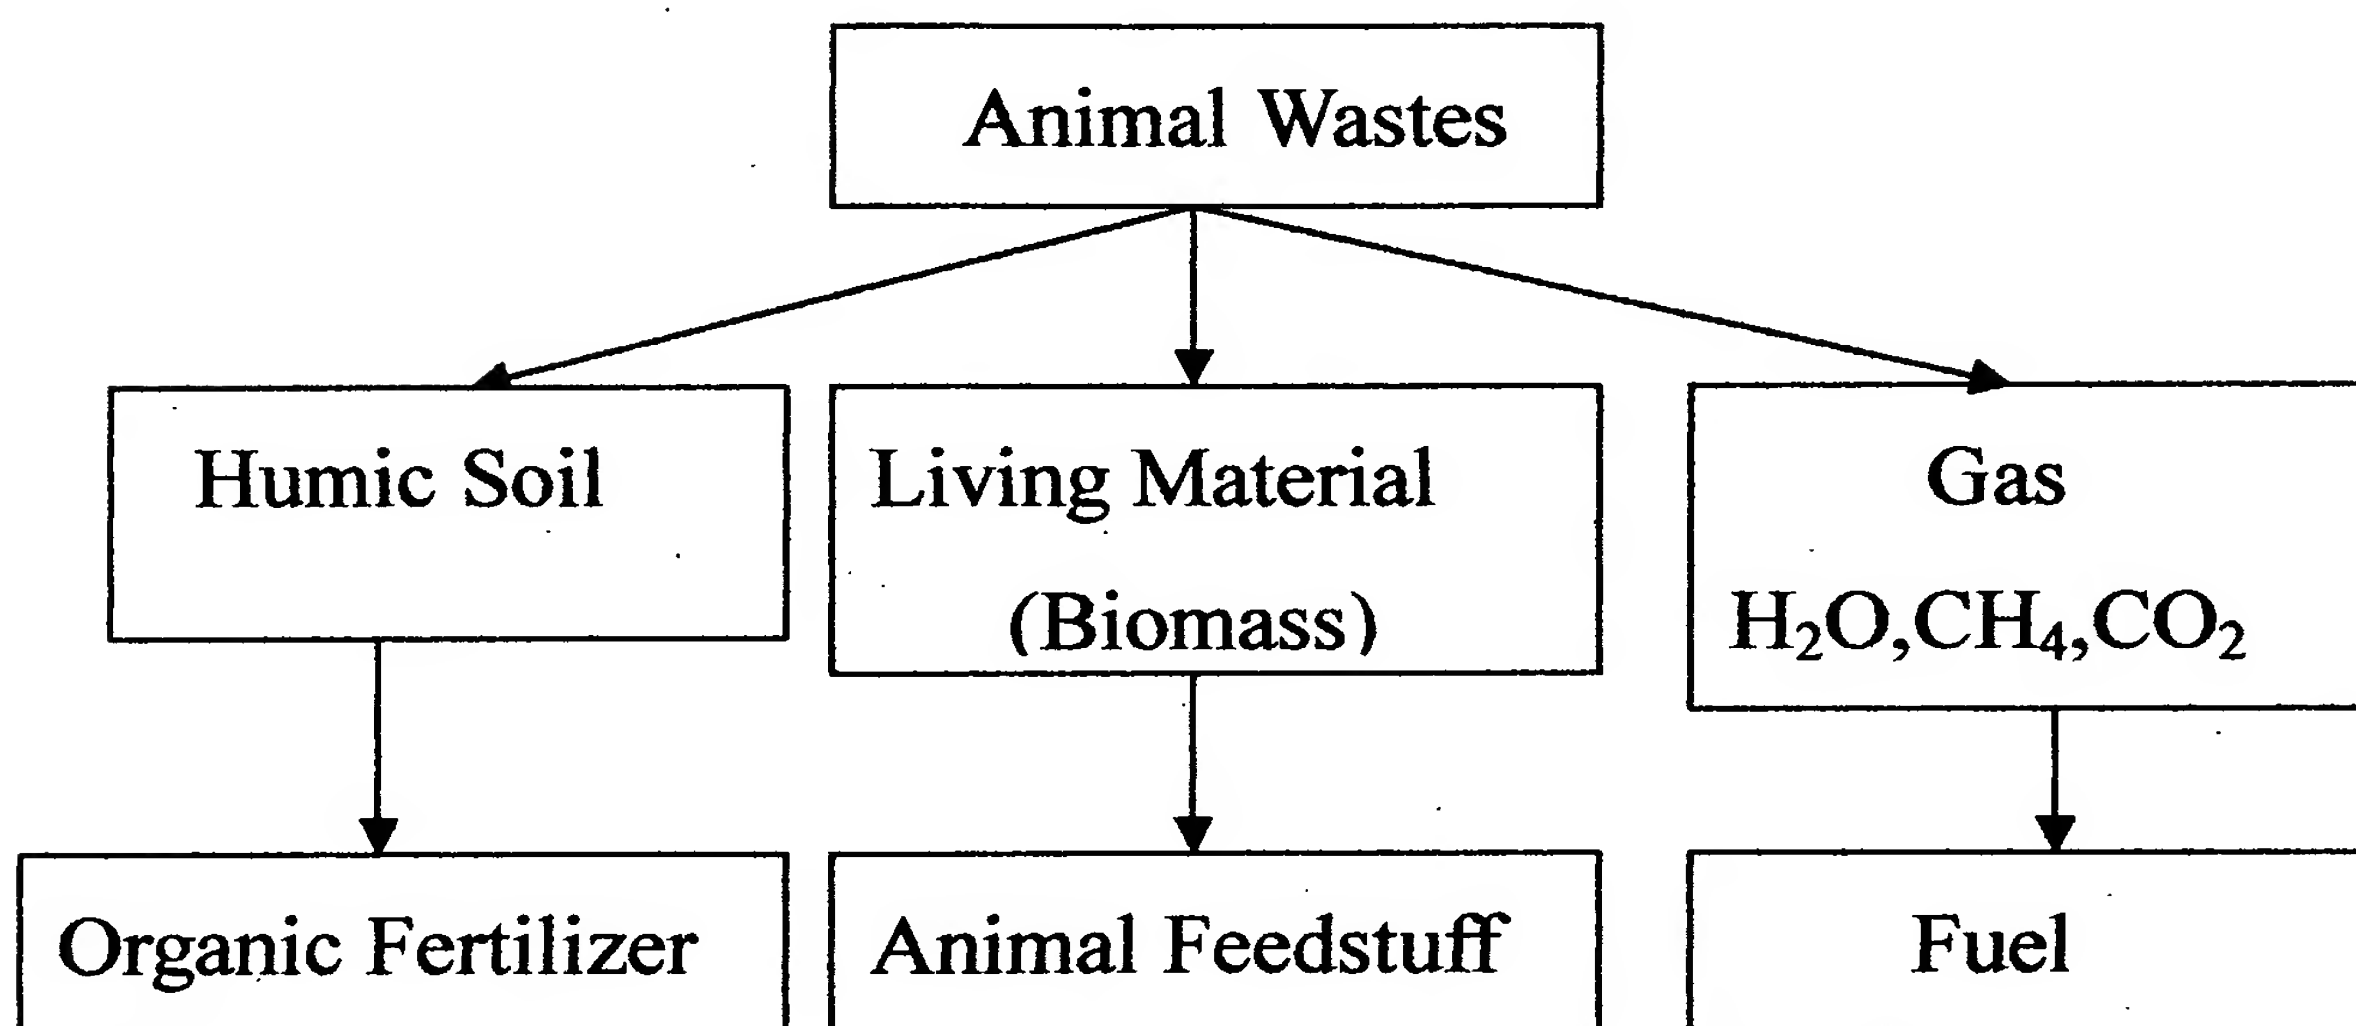 Animal Wastes
Humic Soil
Living Material
(Biomass)
Gas
H₂O,CH₄,CO₂
Organic Fertilizer
Animal Feedstuff
Fuel